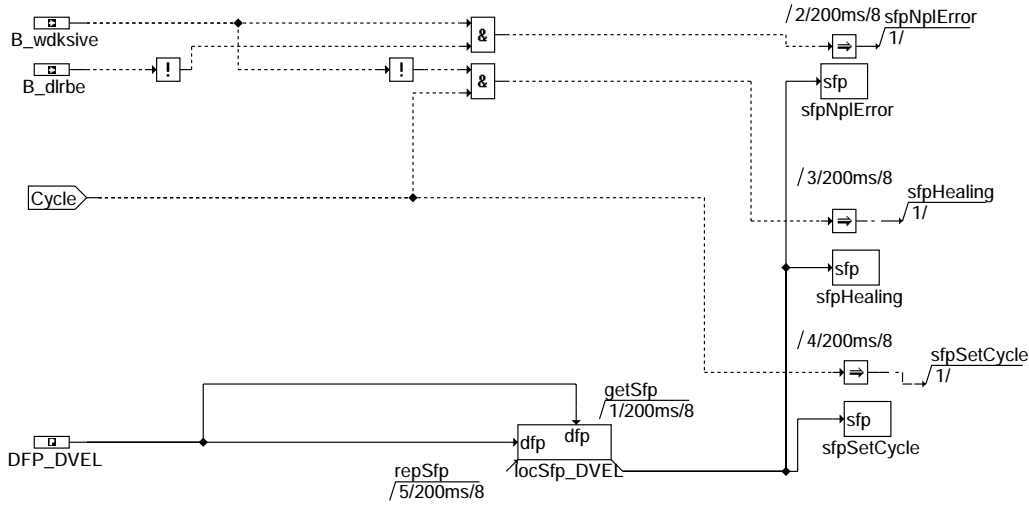 /2/200ms/8
sfpNplError
1/
B_wdksive
&
B_dlrbe
!
!
&
sfp
sfpNplError
Cycle
/3/200ms/8
sfpHealing
1/
sfp
sfpHealing
/4/200ms/8
sfpSetCycle
1/
getSfp
/1/200ms/8
sfp
sfpSetCycle
DFP_DVEL
dfp
dfp
locSfp_DVEL
repSfp
/5/200ms/8